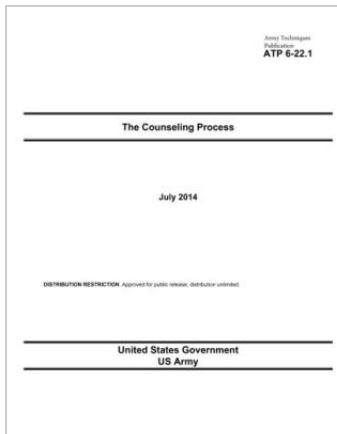 Army Techniques
Publication
ATP 6-22.1
The Counseling Process
July 2014
DISTRIBUTION RESTRICTION. Approved for public release; distribution unlimited.
United States Government
US Army